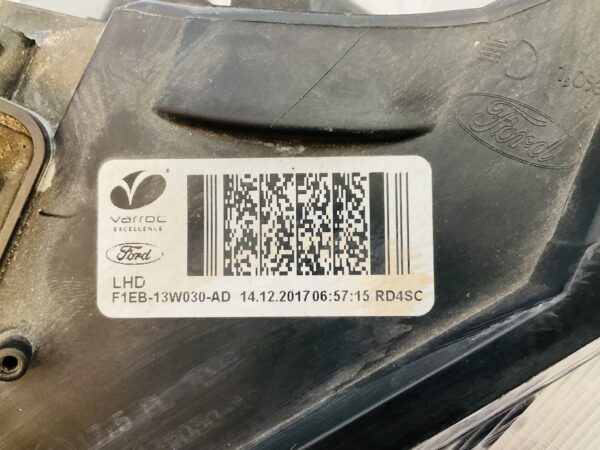 Ford
varroc
EXCELLENCE
Ford
LHD
F1EB-13W030-AD 14.12.2017 06:57:15 RD4SC